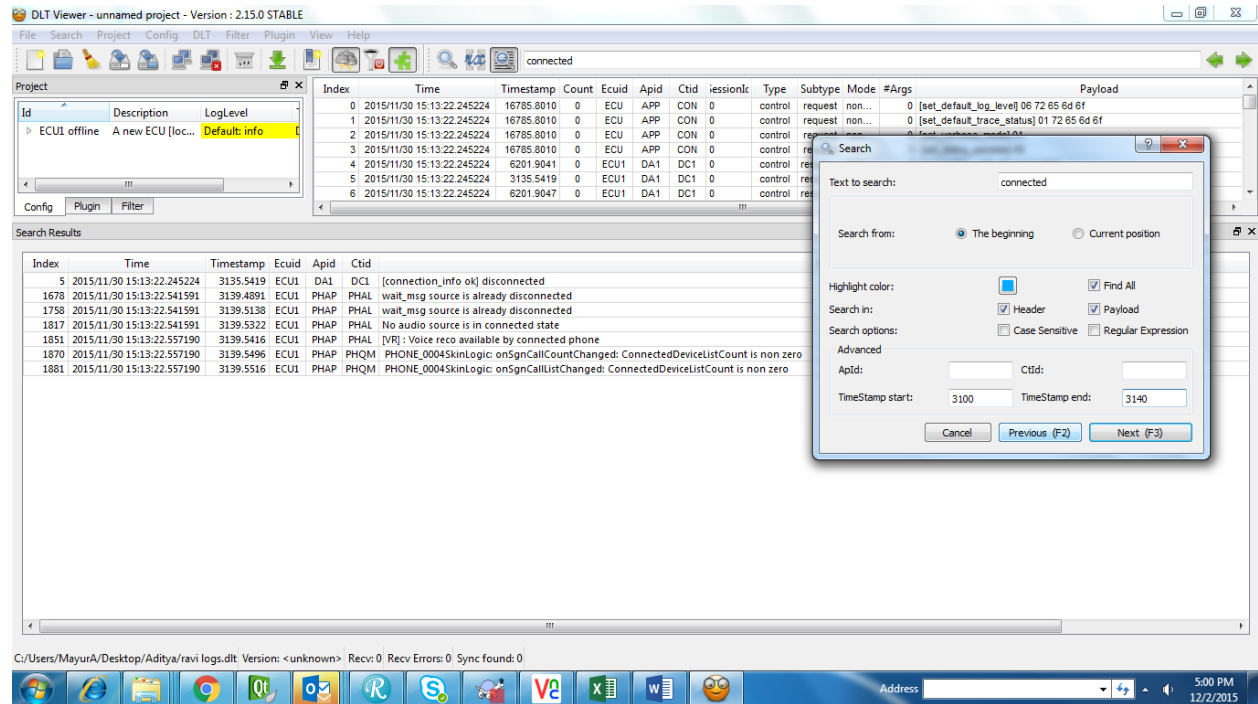 DLT Viewer - unnamed project - Version : 2.15.0 STABLE
File Search Project Config DLT Filter Plugin View Help
connected
Project
Id Description LogLevel
ECU1 offline A new ECU [loc... Default: info
Config Plugin Filter
Index Time Timestamp Count Ecuid Apid Ctid SessionIc Type Subtype Mode #Args Payload
0 2015/11/30 15:13:22.245224 16785.8010 0 ECU APP CON 0 control request non... 0 [set_default_log_level] 06 72 65 6d 6f
1 2015/11/30 15:13:22.245224 16785.8010 0 ECU APP CON 0 control request non... 0 [set_default_trace_status] 01 72 65 6d 6f
2 2015/11/30 15:13:22.245224 16785.8010 0 ECU APP CON 0 control request non... 0 [set_verbose_mode] 01
3 2015/11/30 15:13:22.245224 16785.8010 0 ECU APP CON 0 control re
4 2015/11/30 15:13:22.245224 6201.9041 0 ECU1 DA1 DC1 0 control res
5 2015/11/30 15:13:22.245224 3135.5419 0 ECU1 DA1 DC1 0 control res
6 2015/11/30 15:13:22.245224 6201.9047 0 ECU1 DA1 DC1 0 control res
Search Results
Index Time Timestamp Ecuid Apid Ctid
5 2015/11/30 15:13:22.245224 3135.5419 ECU1 DA1 DC1 [connection_info ok] disconnected
1678 2015/11/30 15:13:22.541591 3139.4891 ECU1 PHAP PHAL wait_msg source is already disconnected
1758 2015/11/30 15:13:22.541591 3139.5138 ECU1 PHAP PHAL wait_msg source is already disconnected
1817 2015/11/30 15:13:22.541591 3139.5322 ECU1 PHAP PHAL No audio source is in connected state
1851 2015/11/30 15:13:22.557190 3139.5416 ECU1 PHAP PHAL [VR] : Voice reco available by connected phone
1870 2015/11/30 15:13:22.557190 3139.5496 ECU1 PHAP PHQM PHONE_0004SkinLogic: onSgnCallCountChanged: ConnectedDeviceListCount is non zero
1881 2015/11/30 15:13:22.557190 3139.5516 ECU1 PHAP PHQM PHONE_0004SkinLogic: onSgnCallListChanged: ConnectedDeviceListCount is non zero
Search
Text to search: connected
Search from: The beginning Current position
Highlight color: Find All
Search in: Header Payload
Search options: Case Sensitive Regular Expression
Advanced
ApId: CtId:
TimeStamp start: 3100 TimeStamp end: 3140
Cancel Previous (F2) Next (F3)
C:/Users/MayurA/Desktop/Aditya/ravi logs.dlt Version: <unknown> Recv: 0 Recv Errors: 0 Sync found: 0
Address
5:00 PM
12/2/2015